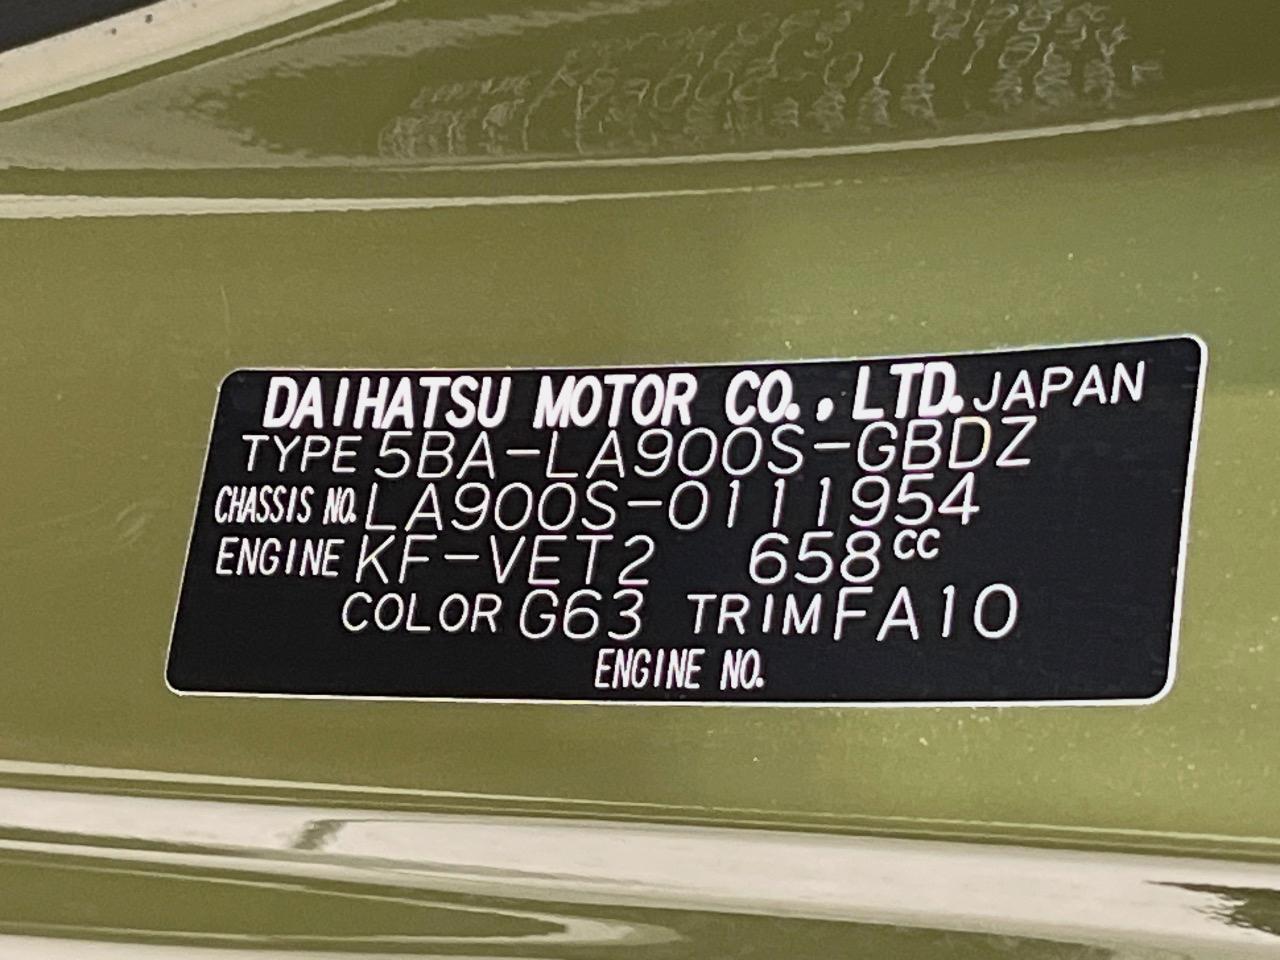 DAIHATSU MOTOR CO., LTD. JAPAN
TYPE 5BA-LA900S-GBDZ
CHASSIS NO. LA900S-0111954
ENGINE KF-VET2 658cc
COLOR G63 TRIM FA10
ENGINE NO.